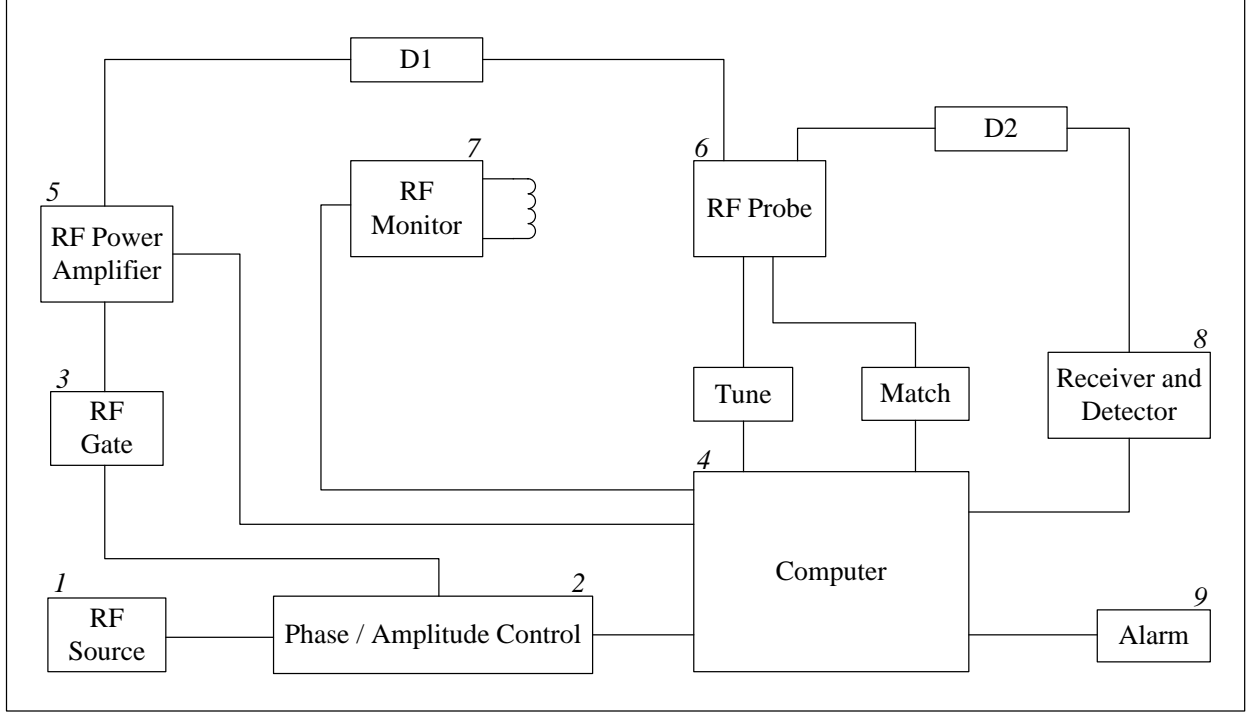 D1
D2
7
RF
Monitor
6
RF Probe
5
RF Power
Amplifier
3
RF
Gate
Tune
Match
8
Receiver and
Detector
4
Computer
1
RF
Source
2
Phase / Amplitude Control
9
Alarm